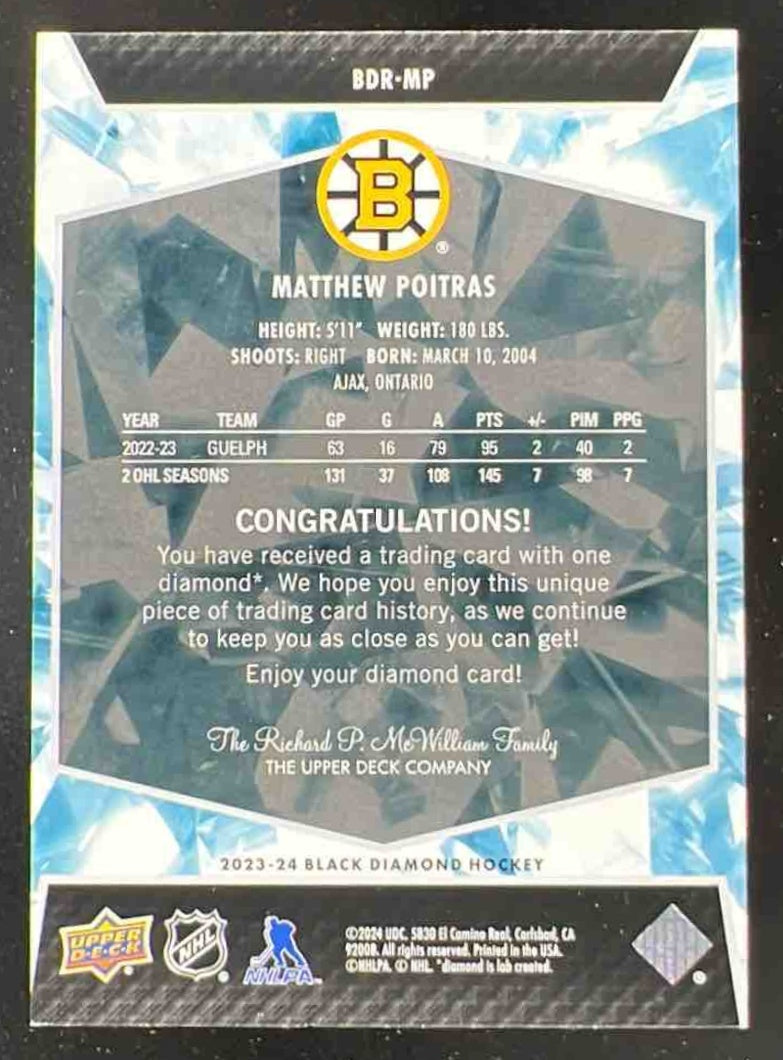 BDR-MP
B
®
MATTHEW POITRAS
HEIGHT: 5'11" WEIGHT: 180 LBS.
SHOOTS: RIGHT BORN: MARCH 10, 2004
AJAX, ONTARIO
YEAR TEAM GP G A PTS +/- PIM PPG
2022-23 GUELPH 63 16 79 95 2 40 2
2 OHL SEASONS 131 37 108 145 7 98 7
CONGRATULATIONS!
You have received a trading card with one
diamond*. We hope you enjoy this unique
piece of trading card history, as we continue
to keep you as close as you can get!
Enjoy your diamond card!
The Richard P. McWilliam Family
THE UPPER DECK COMPANY
2023-24 BLACK DIAMOND HOCKEY
UPPER
D·E·C·K
NHL
NHLPA
©2024 UDC. 5830 El Camino Real, Carlsbad, CA
92008. All rights reserved. Printed in the USA.
©NHLPA. © NHL. *diamond is lab created.